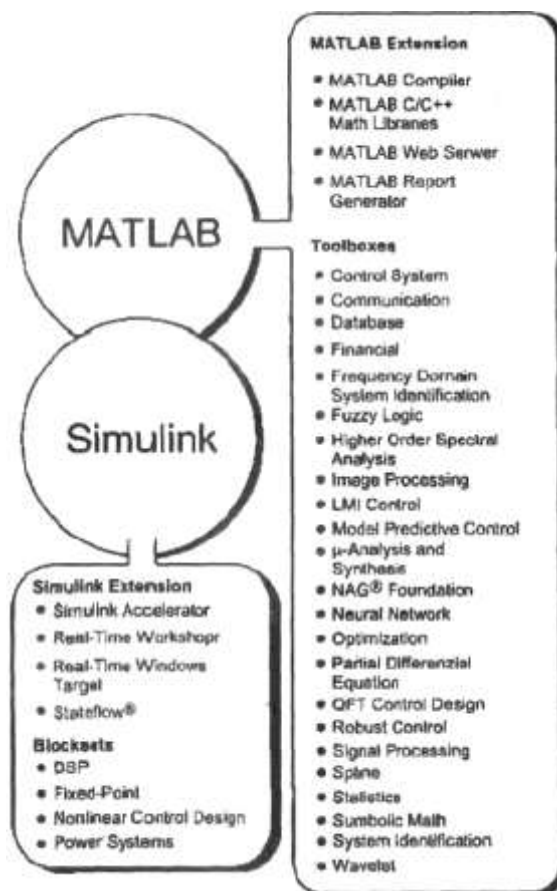 MATLAB
Simulink
Simulink Extension
• Simulink Accelerator
• Real-Time Workshopr
• Real-Time Windows
Target
• Stateflow®
Blocksets
• DSP
• Fixed-Point
• Nonlinear Control Design
• Power Systems
MATLAB Extension
• MATLAB Compiler
• MATLAB C/C++
Math Libranes
• MATLAB Web Serwer
• MATLAB Report
Generator
Toolboxes
• Control System
• Communication
• Database
• Financial
• Frequency Domain
System Identification
• Fuzzy Logic
• Higher Order Spectral
Analysis
• Image Processing
• LMI Control
• Model Predictive Control
• μ-Analysis and
Synthesis
• NAG® Foundation
• Neural Network
• Optimization
• Partial Differenzial
Equation
• QFT Control Design
• Robust Control
• Signal Processing
• Spline
• Statistics
• Sumbolic Math
• System Identification
• Wavelet